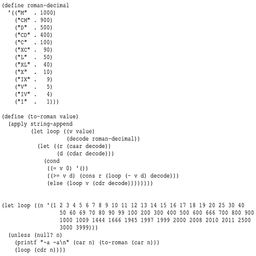 (define roman-decimal
'(("M" . 1000)
("CM" . 900)
("D" . 500)
("CD" . 400)
("C" . 100)
("XC" . 90)
("L" . 50)
("XL" . 40)
("X" . 10)
("IX" . 9)
("V" . 5)
("IV" . 4)
("I" . 1)))
(define (to-roman value)
(apply string-append
(let loop ((v value)
(decode roman-decimal))
(let ((r (caar decode))
(d (cdar decode)))
(cond
((= v 0) '())
((>= v d) (cons r (loop (- v d) decode)))
(else (loop v (cdr decode))))))))
(let loop ((n '(1 2 3 4 5 6 7 8 9 10 11 12 13 14 15 16 17 18 19 20 25 30 40
50 60 69 70 80 90 99 100 200 300 400 500 600 666 700 800 900
1000 1009 1444 1666 1945 1997 1999 2000 2008 2010 2011 2500
3000 3999)))
(unless (null? n)
(printf "~a ~a\n" (car n) (to-roman (car n)))
(loop (cdr n))))